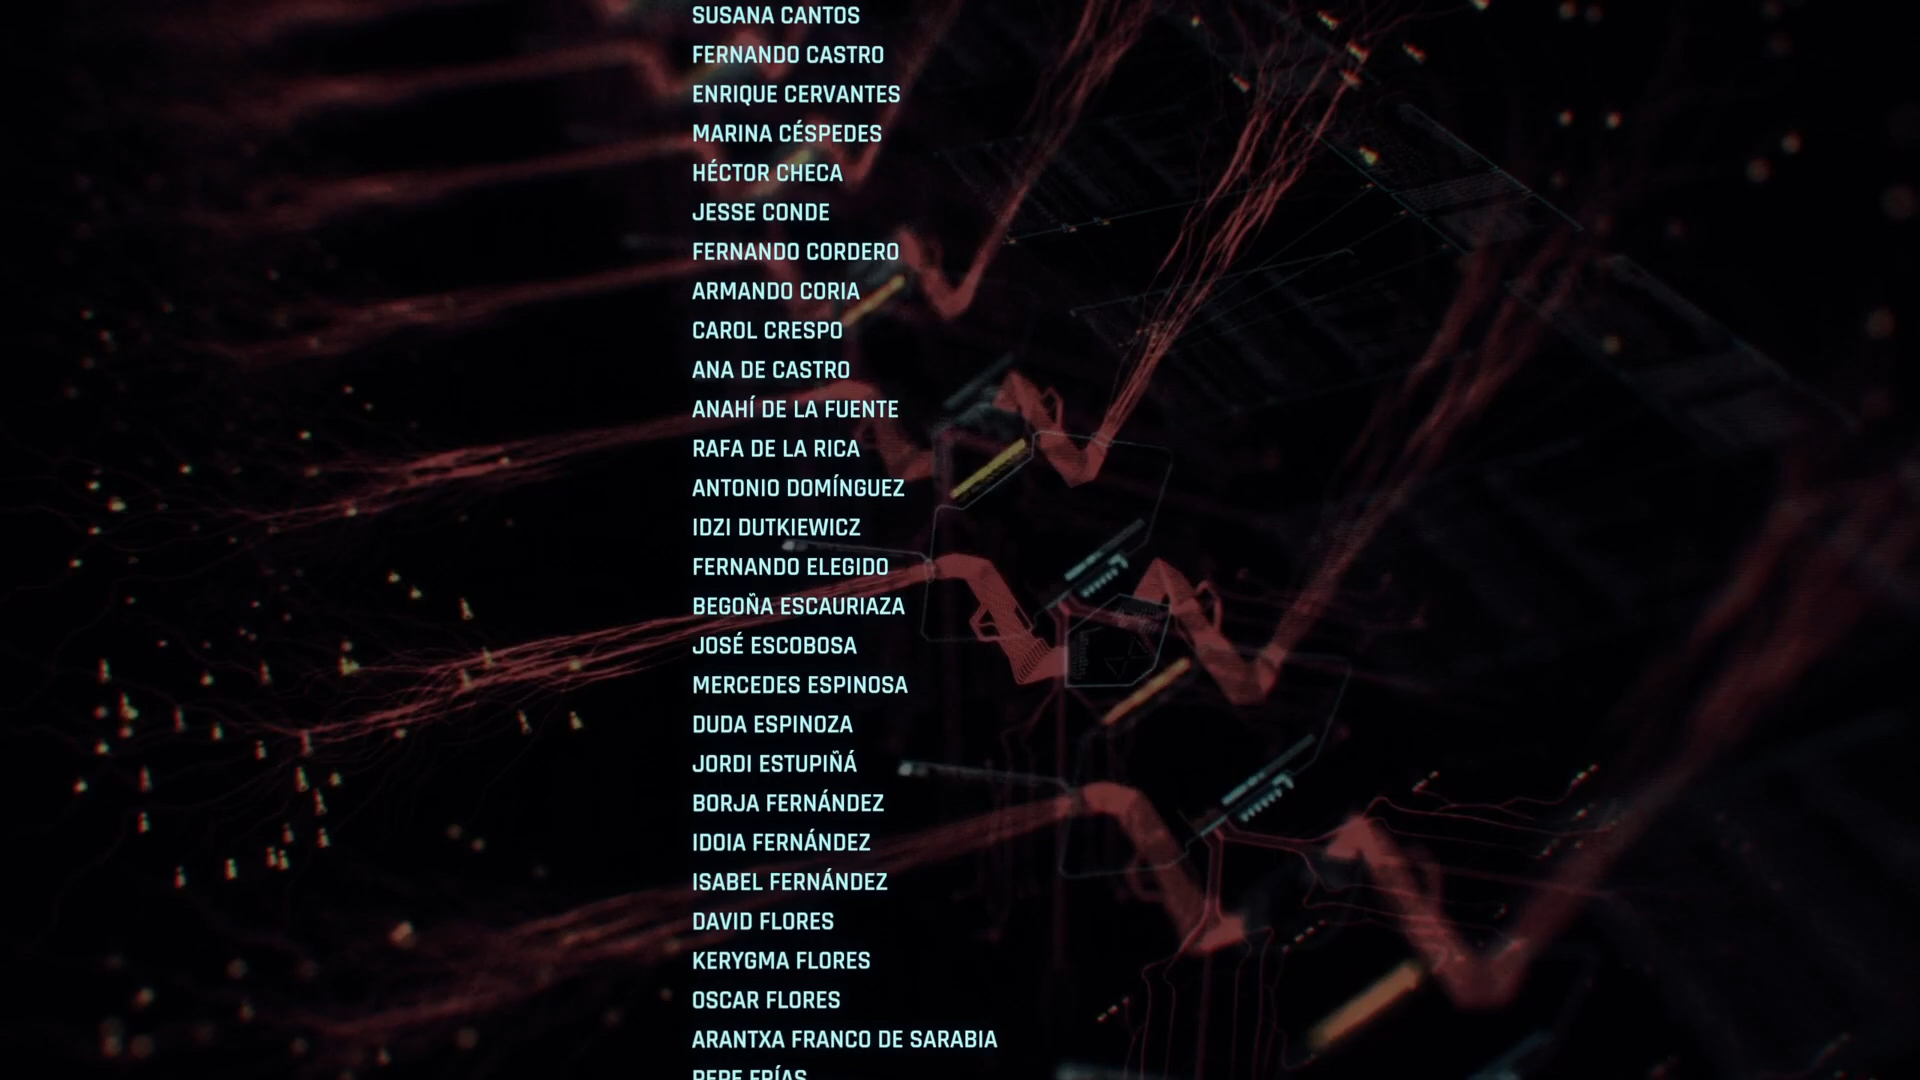 SUSANA CANTOS
FERNANDO CASTRO
ENRIQUE CERVANTES
MARINA CÉSPEDES
HÉCTOR CHECA
JESSE CONDE
FERNANDO CORDERO
ARMANDO CORIA
CAROL CRESPO
ANA DE CASTRO
ANAHÍ DE LA FUENTE
RAFA DE LA RICA
ANTONIO DOMÍNGUEZ
IDZI DUTKIEWICZ
FERNANDO ELEGIDO
BEGOÑA ESCAURIAZA
JOSÉ ESCOBOSA
MERCEDES ESPINOSA
DUDA ESPINOZA
JORDI ESTUPIÑÁ
BORJA FERNÁNDEZ
IDOIA FERNÁNDEZ
ISABEL FERNÁNDEZ
DAVID FLORES
KERYGMA FLORES
OSCAR FLORES
ARANTXA FRANCO DE SARABIA
PEPE FRÍAS